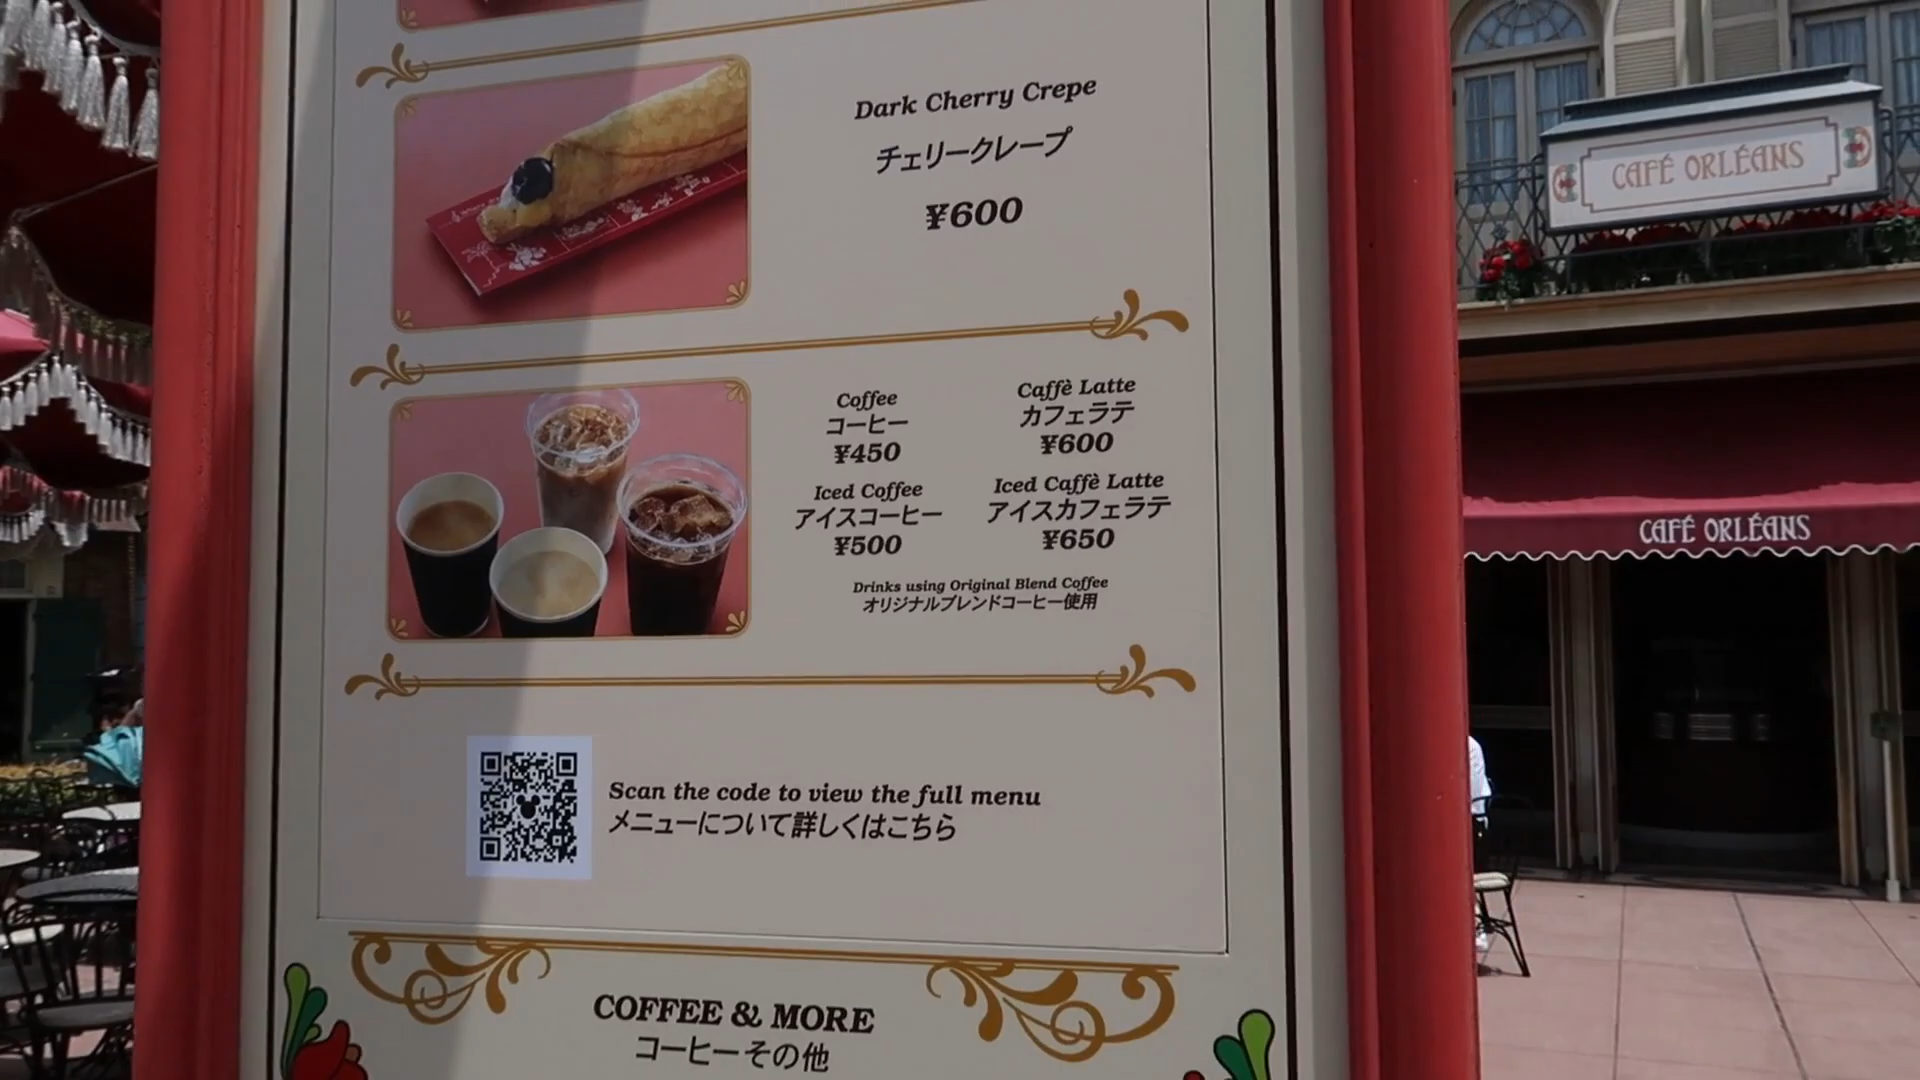 Dark Cherry Crepe
チェリークレープ
¥600
Coffee
コーヒー
¥450
Caffè Latte
カフェラテ
¥600
Iced Coffee
アイスコーヒー
¥500
Iced Caffè Latte
アイスカフェラテ
¥650
Drinks using Original Blend Coffee
オリジナルブレンドコーヒー使用
Scan the code to view the full menu
メニューについて詳しくはこちら
COFFEE & MORE
コーヒーその他
CAFÉ ORLÉANS
CAFÉ ORLÉANS